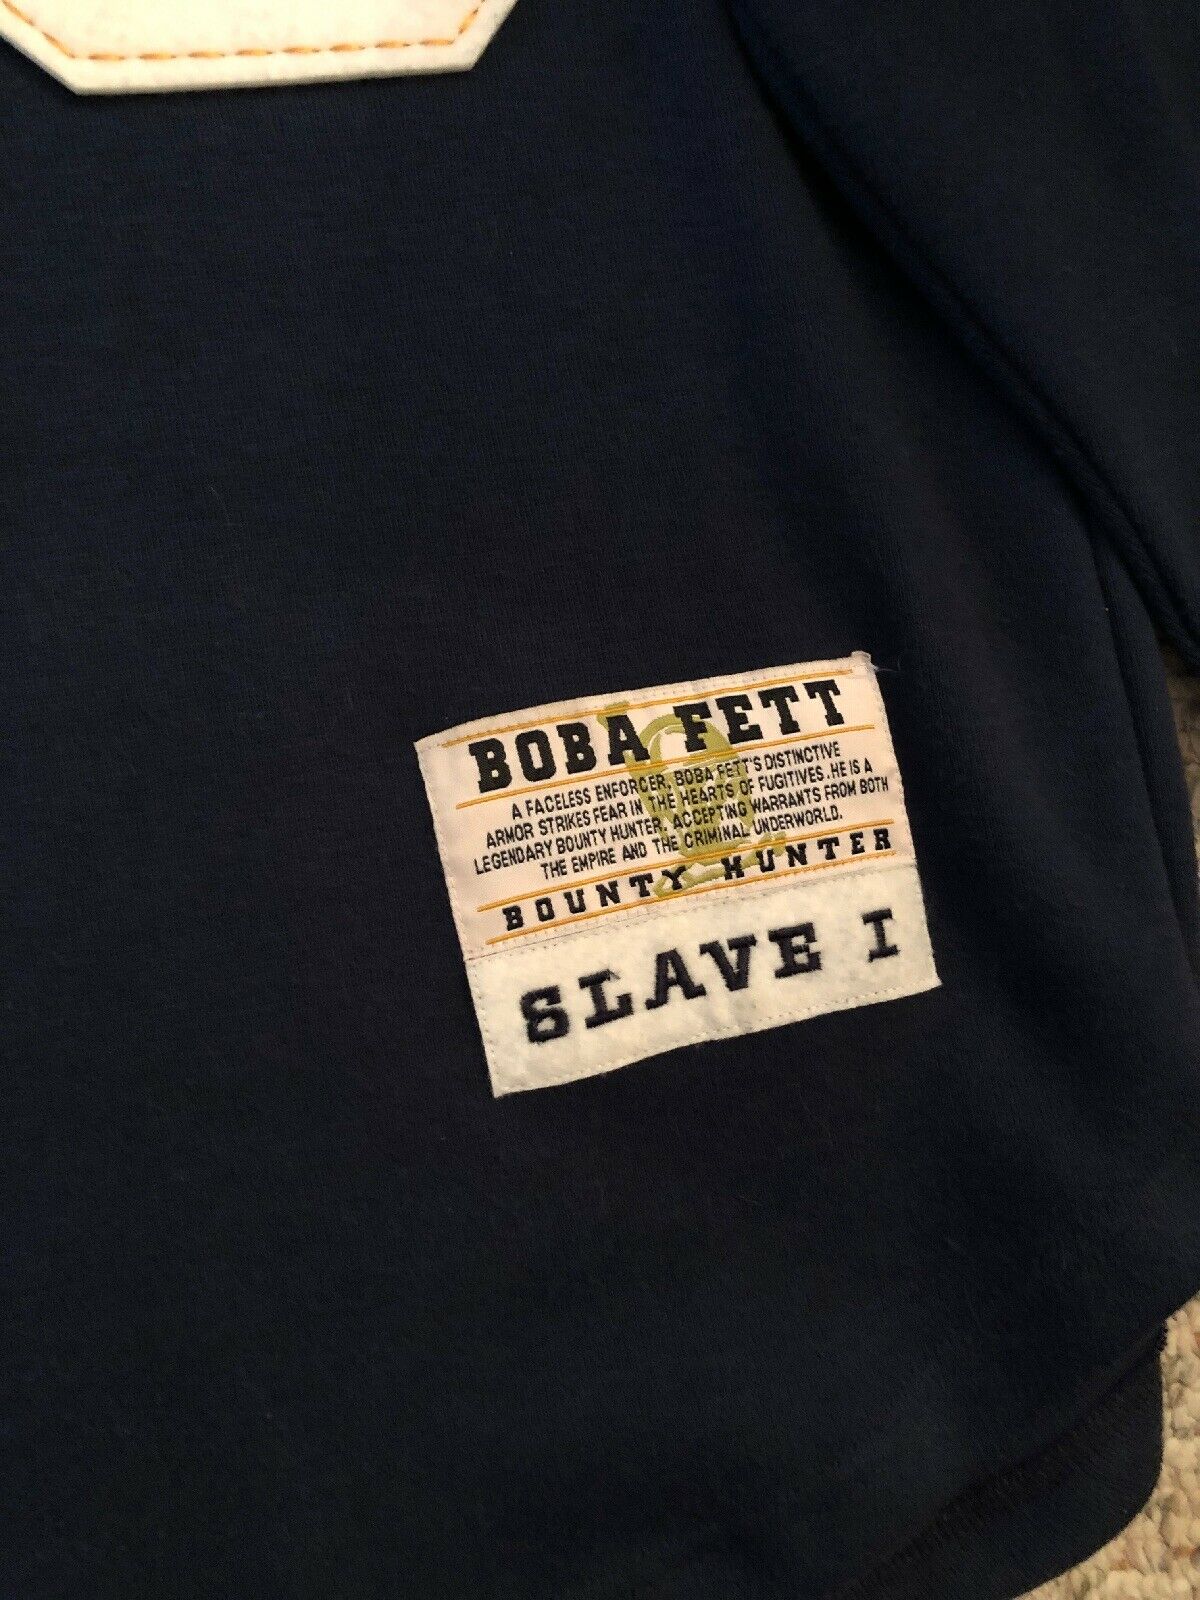 BOBA FETT
A FACELESS ENFORCER, BOBA FETT'S DISTINCTIVE
ARMOR STRIKES FEAR IN THE HEARTS OF FUGITIVES .HE IS A
LEGENDARY BOUNTY HUNTER, ACCEPTING WARRANTS FROM BOTH
THE EMPIRE AND THE CRIMINAL UNDERWORLD.
BOUNTY HUNTER
SLAVE I